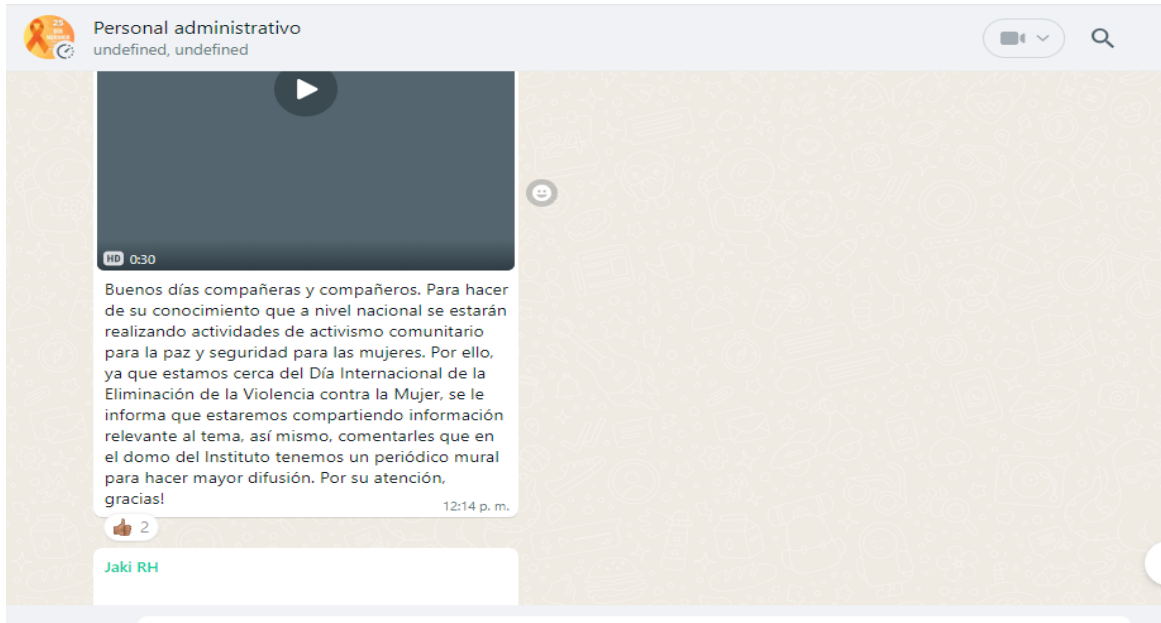 25
Personal administrativo
undefined, undefined
HD 0:30
Buenos días compañeras y compañeros. Para hacer
de su conocimiento que a nivel nacional se estarán
realizando actividades de activismo comunitario
para la paz y seguridad para las mujeres. Por ello,
ya que estamos cerca del Día Internacional de la
Eliminación de la Violencia contra la Mujer, se le
informa que estaremos compartiendo información
relevante al tema, así mismo, comentarles que en
el domo del Instituto tenemos un periódico mural
para hacer mayor difusión. Por su atención,
gracias!
12:14 p. m.
2
Jaki RH